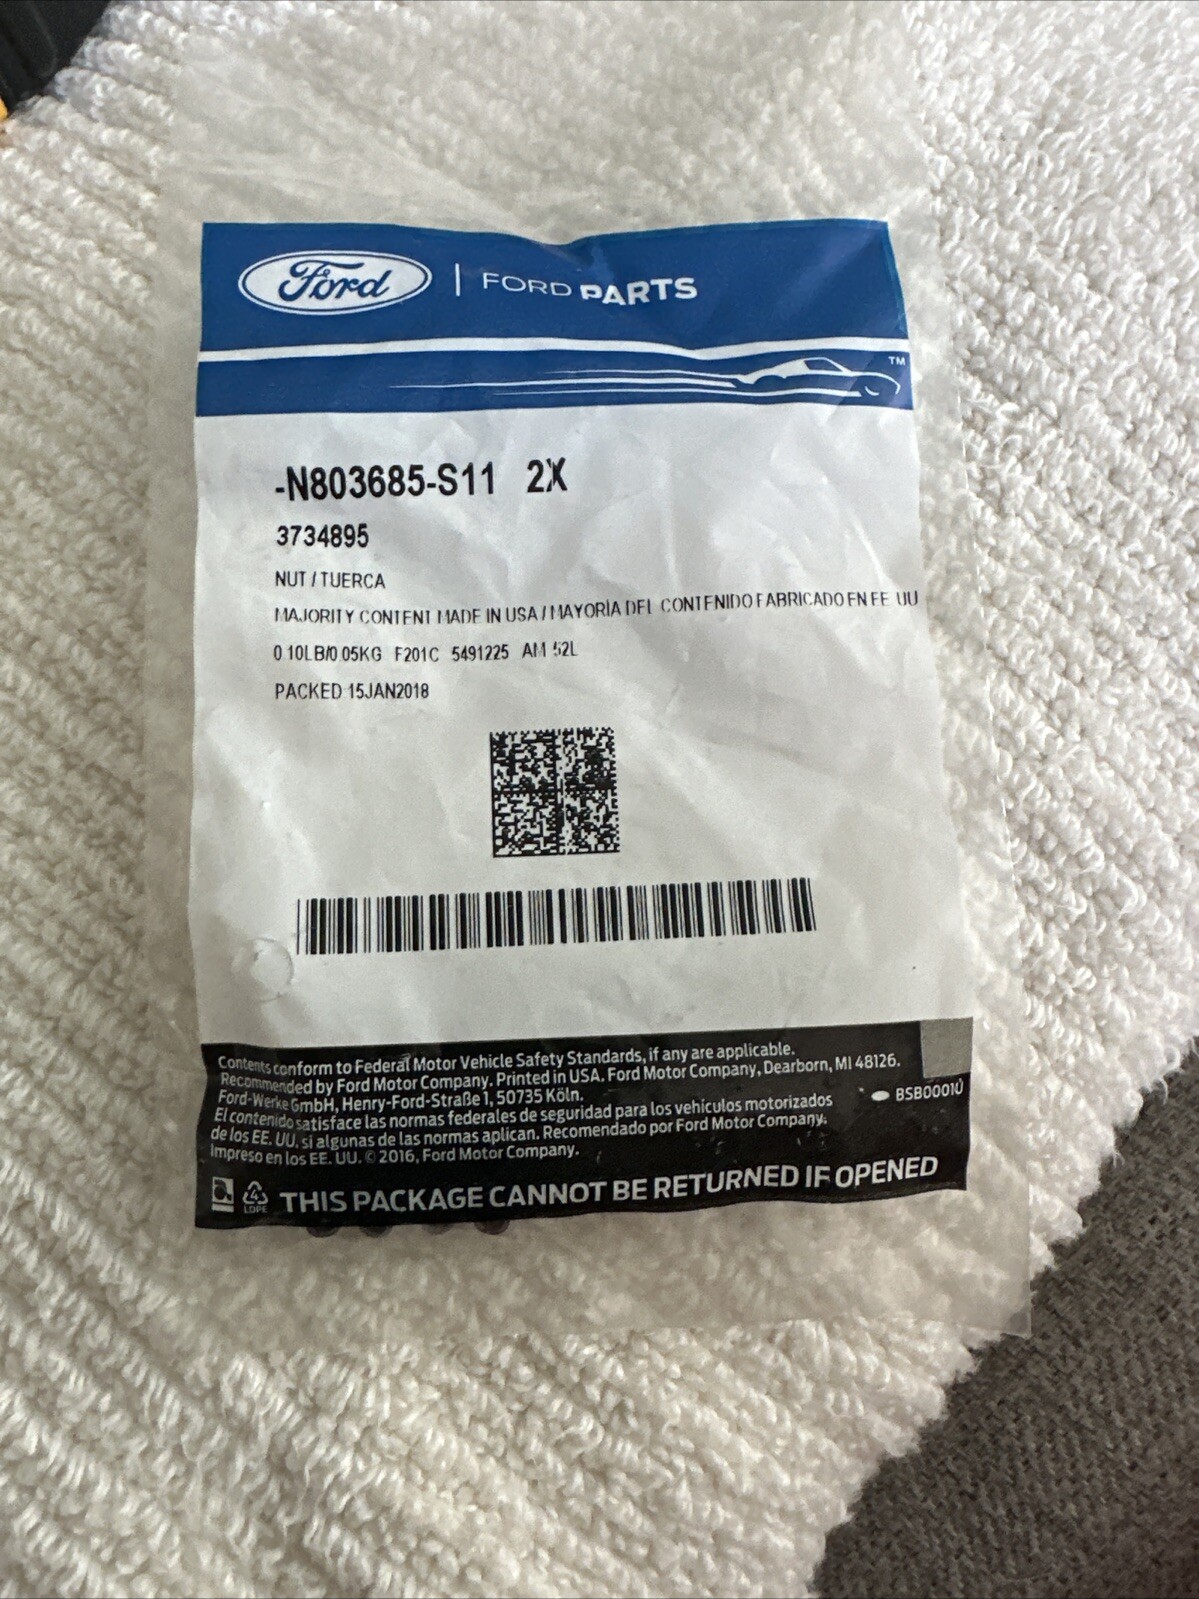 Ford | FORD PARTS
TM
-N803685-S11 2X
3734895
NUT / TUERCA
MAJORITY CONTENT MADE IN USA / MAYORÍA DEL CONTENIDO FABRICADO EN EE UU
0 10LB/0 05KG F201C 5491225 AM 52L
PACKED 15JAN2018
Contents conform to Federal Motor Vehicle Safety Standards, if any are applicable.
Recommended by Ford Motor Company. Printed in USA. Ford Motor Company, Dearborn, MI 48126.
Ford-Werke GmbH, Henry-Ford-Straße 1, 50735 Köln.
El contenido satisface las normas federales de seguridad para los vehiculos motorizados
de los EE. UU. si algunas de las normas aplican. Recomendado por Ford Motor Company.
Impreso en los EE. UU. © 2016, Ford Motor Company.
BSB0001U
4
LDPE
THIS PACKAGE CANNOT BE RETURNED IF OPENED